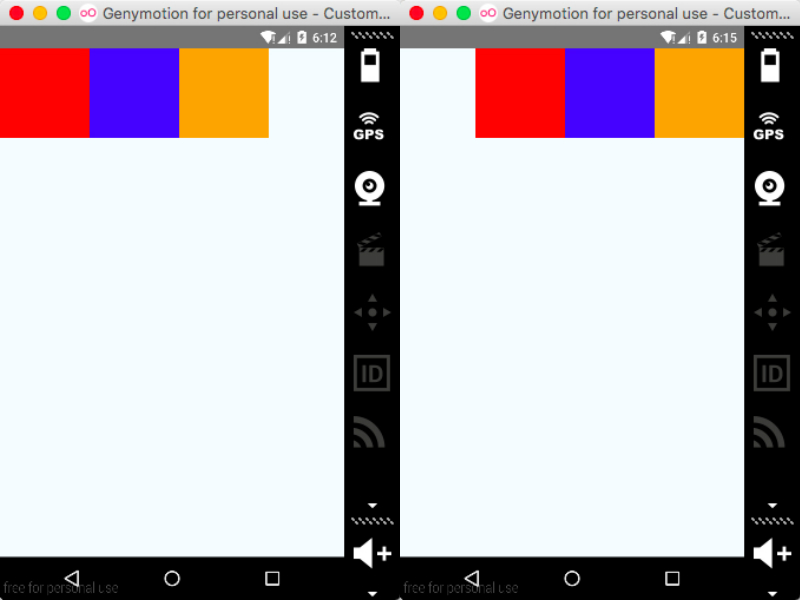 Genymotion for personal use - Custom...
6:12
GPS
ID
free for personal use
Genymotion for personal use - Custom...
6:15
GPS
ID
free for personal use